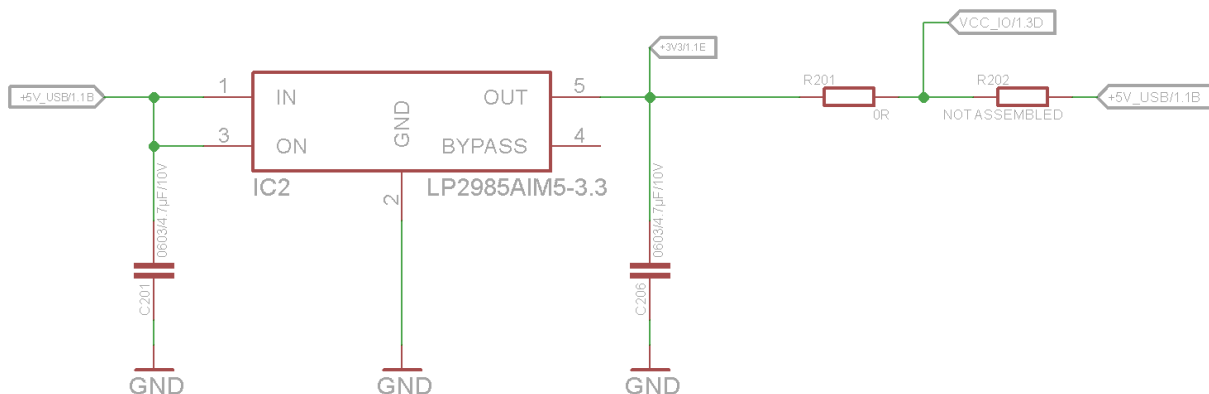 VCC_IO/1.3D
+3V3/1.1E
+5V_USB/1.1B
1
IN
OUT
5
R201
0R
R202
NOT ASSEMBLED
+5V_USB/1.1B
3
ON
GND
BYPASS
4
IC2
LP2985AIM5-3.3
2
0603/4.7µF/10V
C201
0603/4.7µF/10V
C206
GND
GND
GND